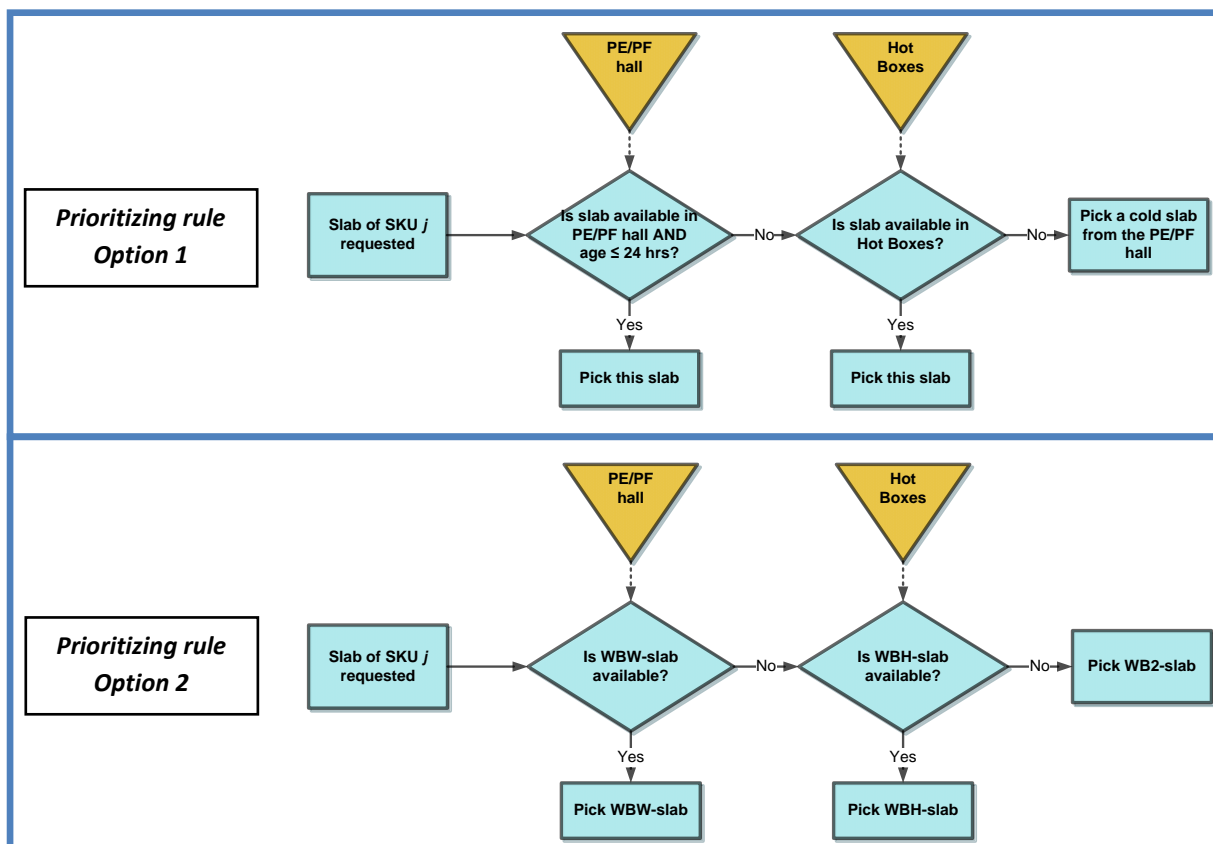 PE/PF
hall
Hot
Boxes
Prioritizing rule
Option 1
Slab of SKU j
requested
Is slab available in
PE/PF hall AND
age ≤ 24 hrs?
No
Is slab available in
Hot Boxes?
No
Pick a cold slab
from the PE/PF
hall
Yes
Yes
Pick this slab
Pick this slab
PE/PF
hall
Hot
Boxes
Prioritizing rule
Option 2
Slab of SKU j
requested
Is WBW-slab
available?
No
Is WBH-slab
available?
No
Pick WB2-slab
Yes
Yes
Pick WBW-slab
Pick WBH-slab